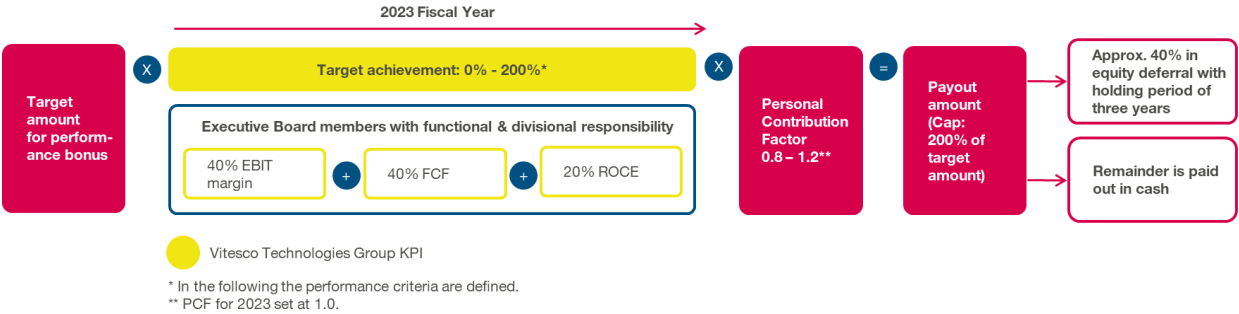 2023 Fiscal Year
Target
amount
for perform-
ance bonus
X
Target achievement: 0% - 200%*
Executive Board members with functional & divisional responsibility
40% EBIT
margin
+
40% FCF
+
20% ROCE
X
Personal
Contribution
Factor
0.8 – 1.2**
=
Payout
amount
(Cap:
200% of
target
amount)
Approx. 40% in
equity deferral with
holding period of
three years
Remainder is paid
out in cash
Vitesco Technologies Group KPI
* In the following the performance criteria are defined.
** PCF for 2023 set at 1.0.